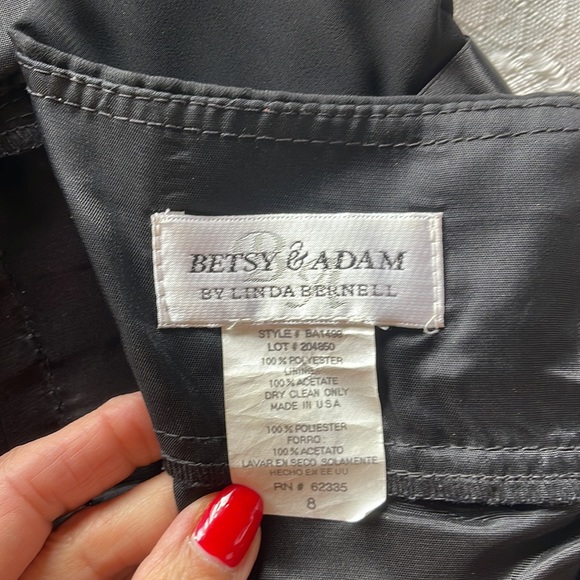 BETSY & ADAM
BY LINDA BERNELL
STYLE # BA1499
LOT # 204850
100% POLYESTER
LINING:
100% ACETATE
DRY CLEAN ONLY
MADE IN USA
100% POLIESTER
FORRO:
100% ACETATO
LAVAR EN SECO SOLAMENTE
HECHO EN EE UU
RN # 62335
8